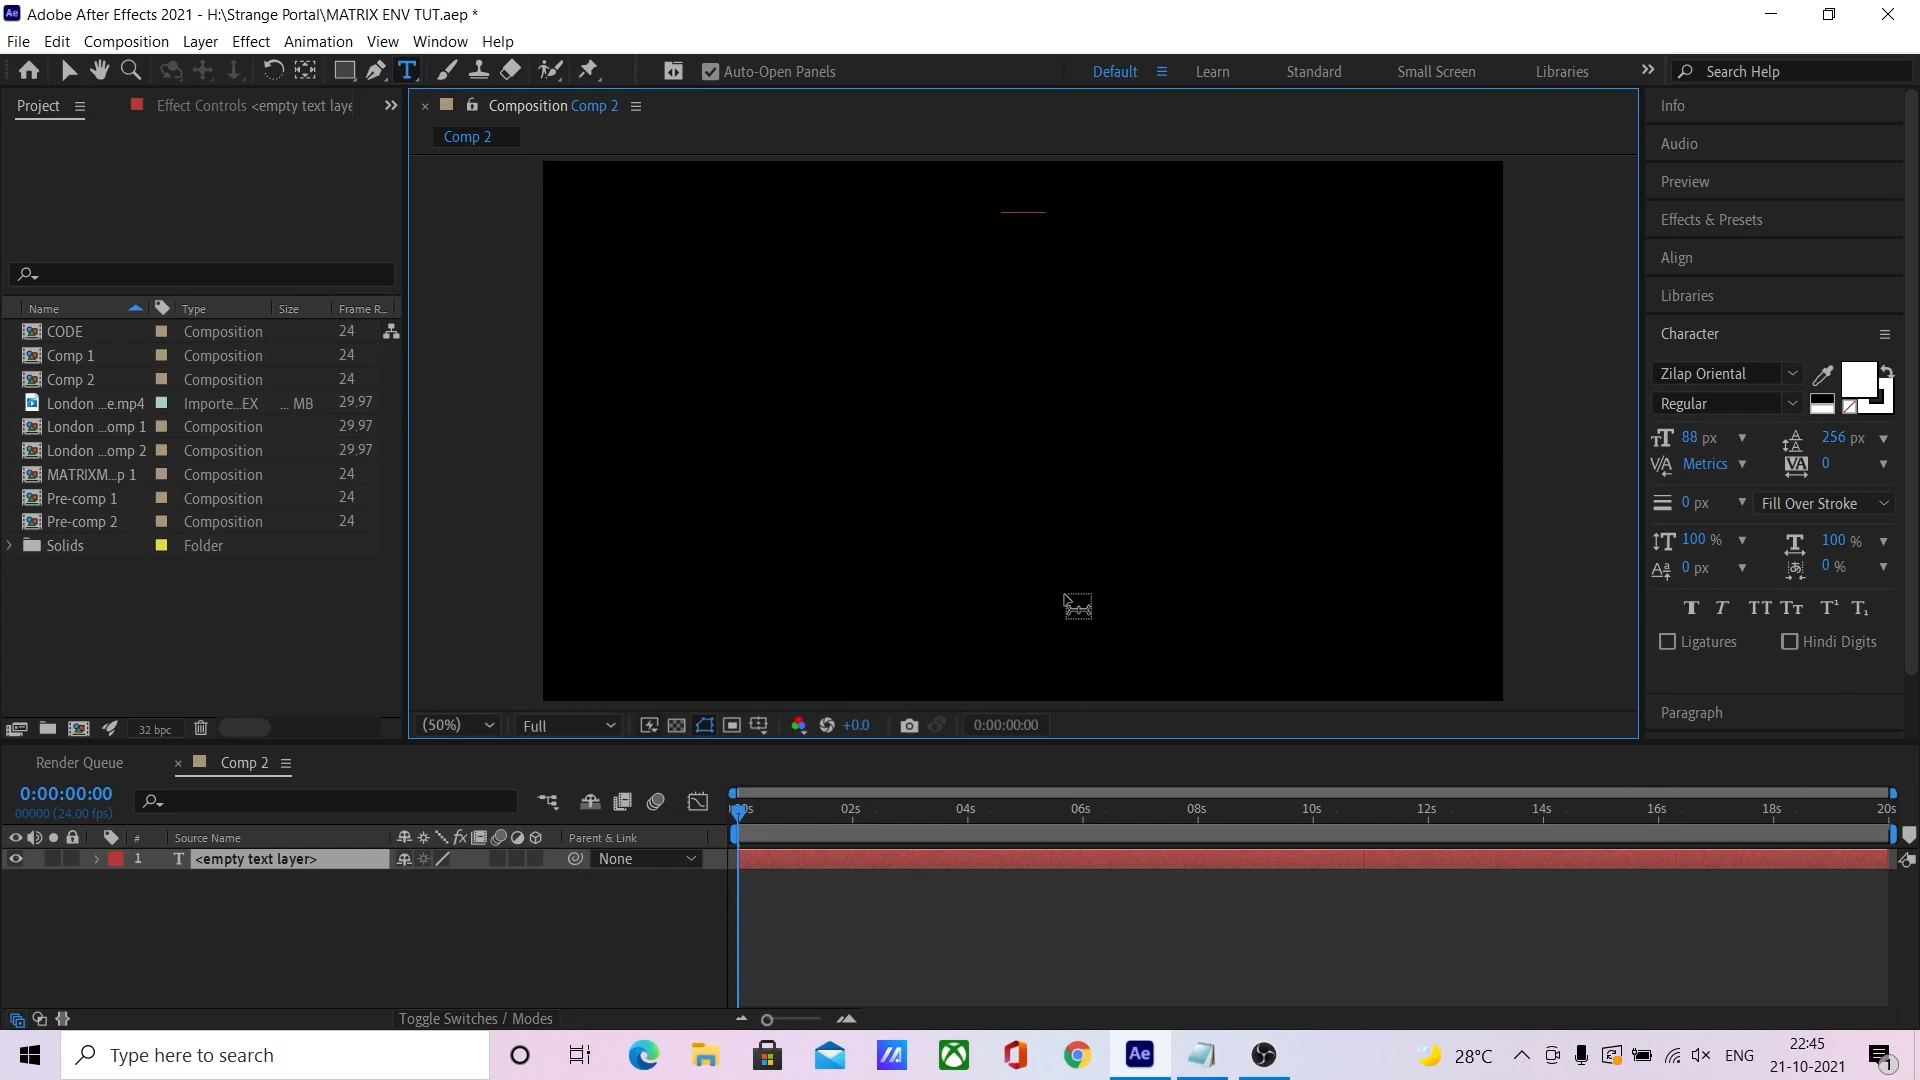 Adobe After Effects 2021 - H:\Strange Portal\MATRIX ENV TUT.aep *
File Edit Composition Layer Effect Animation View Window Help
Auto-Open Panels Default Learn Standard Small Screen Libraries Search Help
Project Effect Controls <empty text laye
Composition Comp 2
Comp 2
Name Type Size Frame R...
CODE Composition 24
Comp 1 Composition 24
Comp 2 Composition 24
London ...e.mp4 Importe...EX ... MB 29.97
London ...omp 1 Composition 29.97
London ...omp 2 Composition 29.97
MATRIXM...p 1 Composition 24
Pre-comp 1 Composition 24
Pre-comp 2 Composition 24
Solids Folder
32 bpc
(50%) Full +0.0 0:00:00:00
Info
Audio
Preview
Effects & Presets
Align
Libraries
Character
Zilap Oriental
Regular
88 px 256 px
Metrics 0
0 px Fill Over Stroke
100 % 100 %
0 px 0 %
Ligatures Hindi Digits
Paragraph
Render Queue Comp 2
0:00:00:00
00000 (24.00 fps)
02s 04s 06s 08s 10s 12s 14s 16s 18s 20s
# Source Name Parent & Link
1 T <empty text layer> None
Toggle Switches / Modes
Type here to search
28°C ENG 22:45
21-10-2021
1